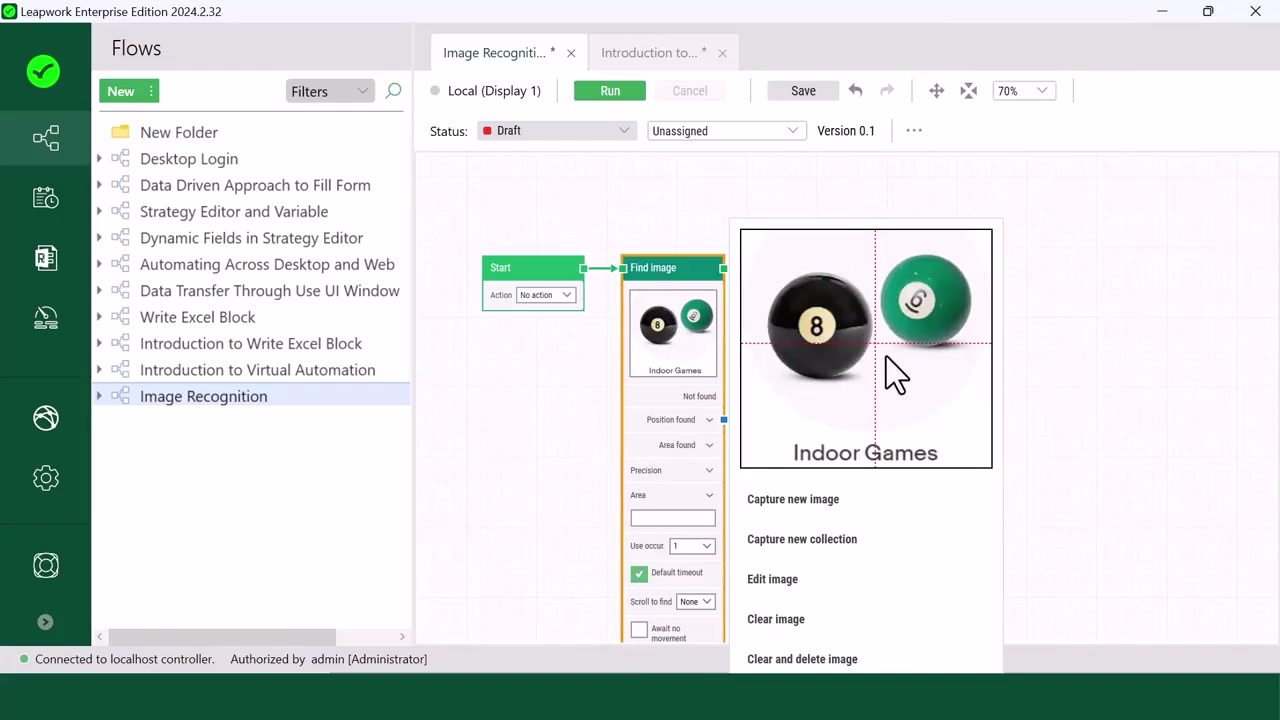 Leapwork Enterprise Edition 2024.2.32
Flows
New
Filters
New Folder
Desktop Login
Data Driven Approach to Fill Form
Strategy Editor and Variable
Dynamic Fields in Strategy Editor
Automating Across Desktop and Web
Data Transfer Through Use UI Window
Write Excel Block
Introduction to Write Excel Block
Introduction to Virtual Automation
Image Recognition
Image Recogniti... *
Introduction to... *
Local (Display 1)
Run
Cancel
Save
70%
Status:
Draft
Unassigned
Version 0.1
Start
Action
No action
Find image
8
6
Indoor Games
Not found
Position found
Area found
Precision
Area
Use occur.
1
Default timeout
Scroll to find
None
Await no
movement
8
6
Indoor Games
Capture new image
Capture new collection
Edit image
Clear image
Clear and delete image
Connected to localhost controller.
Authorized by admin [Administrator]